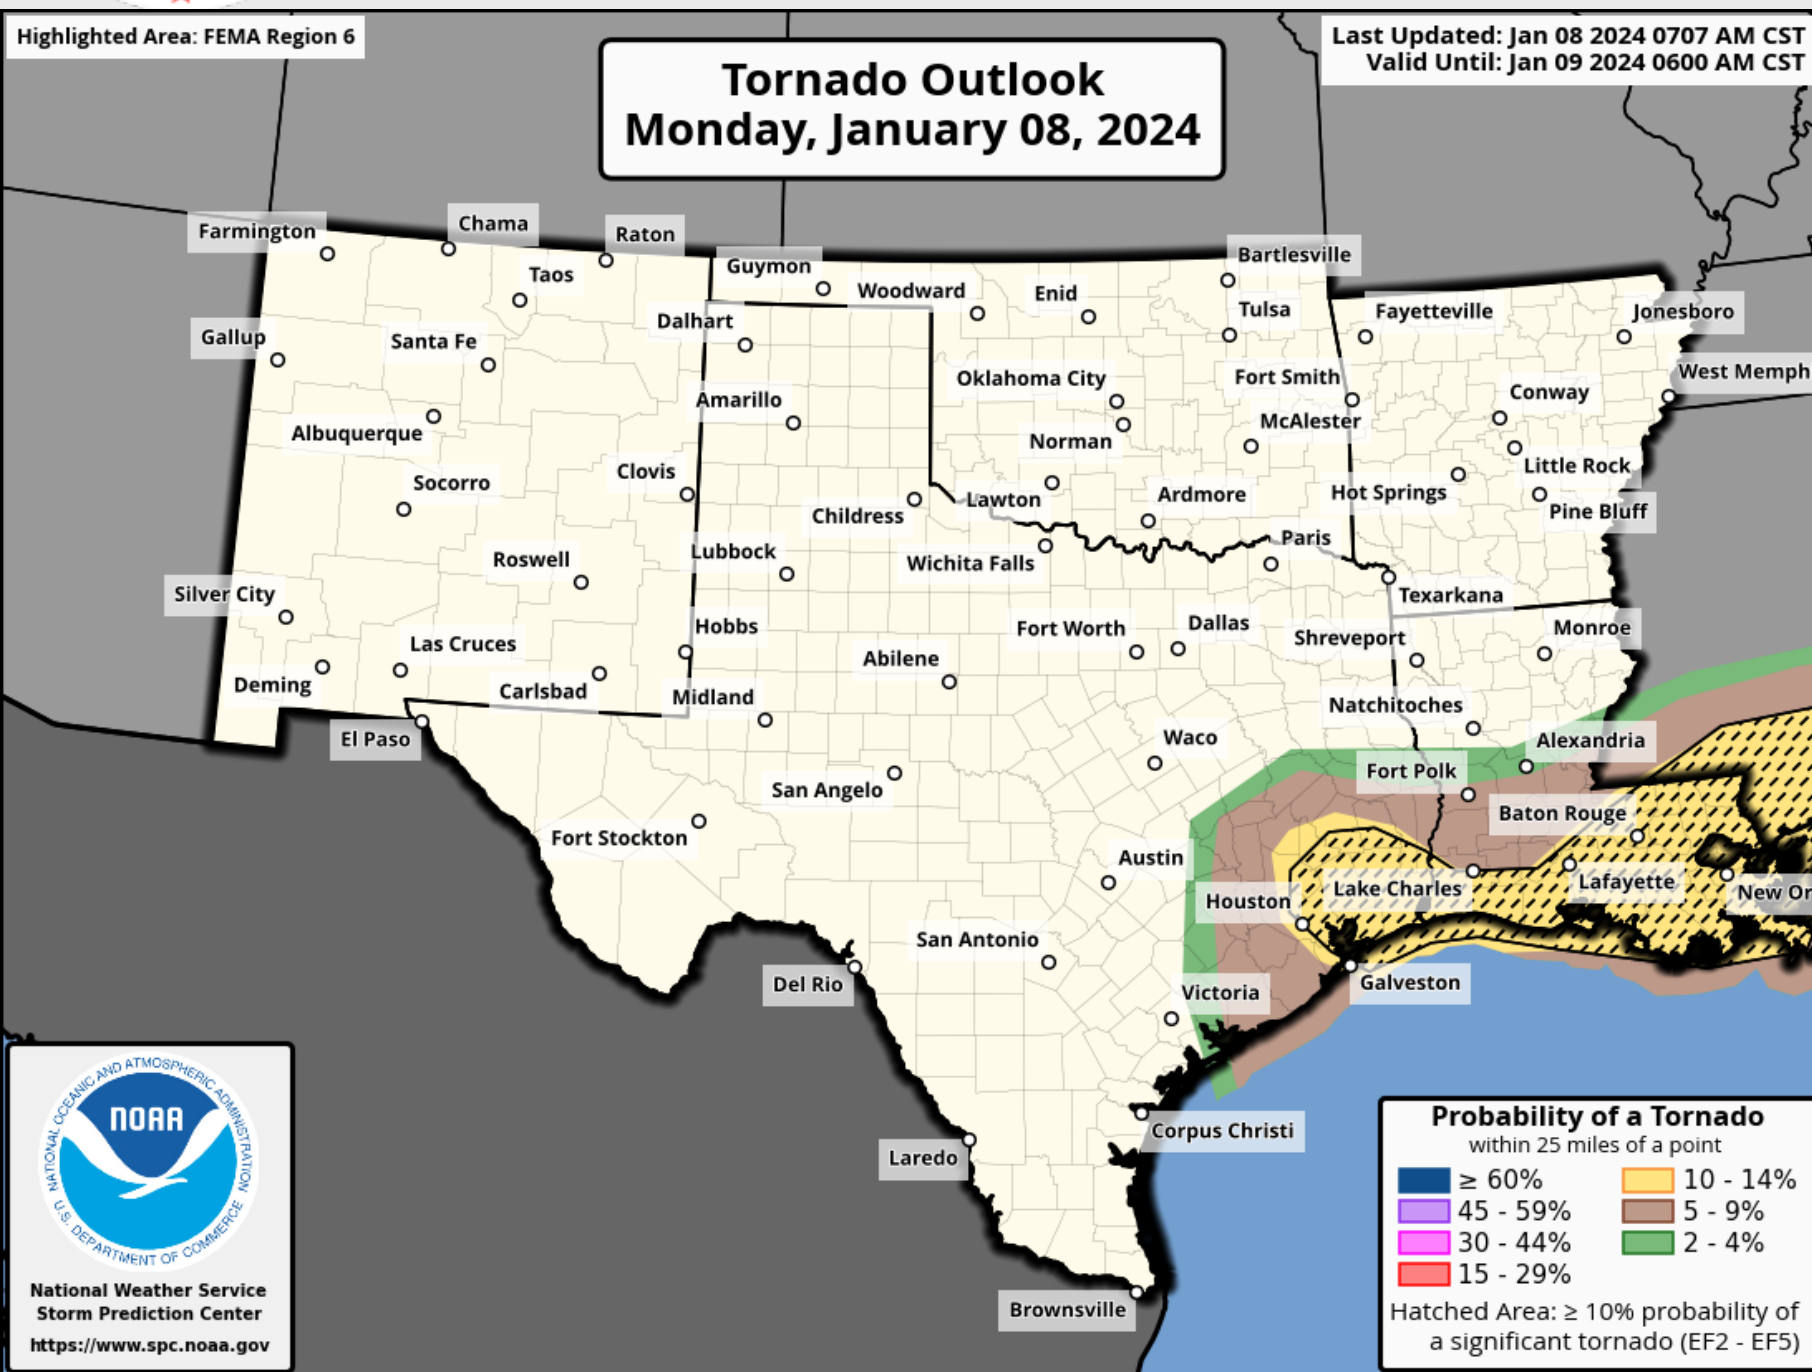 Highlighted Area: FEMA Region 6
Last Updated: Jan 08 2024 0707 AM CST
Valid Until: Jan 09 2024 0600 AM CST
Tornado Outlook
Monday, January 08, 2024
Farmington
Chama
Raton
Taos
Guymon
Woodward
Enid
Bartlesville
Tulsa
Fayetteville
Jonesboro
Gallup
Santa Fe
Dalhart
Oklahoma City
Fort Smith
Conway
West Memph
Albuquerque
Amarillo
Norman
McAlester
Little Rock
Socorro
Clovis
Childress
Lawton
Ardmore
Hot Springs
Pine Bluff
Roswell
Lubbock
Wichita Falls
Paris
Texarkana
Silver City
Las Cruces
Hobbs
Fort Worth
Dallas
Shreveport
Monroe
Deming
Carlsbad
Midland
Abilene
Natchitoches
El Paso
Waco
Alexandria
San Angelo
Fort Polk
Fort Stockton
Baton Rouge
Austin
Houston
Lake Charles
Lafayette
New Or
San Antonio
Del Rio
Victoria
Galveston
Corpus Christi
Laredo
Brownsville
NATIONAL OCEANIC AND ATMOSPHERIC ADMINISTRATION
NOAA
U.S. DEPARTMENT OF COMMERCE
National Weather Service
Storm Prediction Center
https://www.spc.noaa.gov
Probability of a Tornado
within 25 miles of a point
≥ 60%
10 - 14%
45 - 59%
5 - 9%
30 - 44%
2 - 4%
15 - 29%
Hatched Area: ≥ 10% probability of
a significant tornado (EF2 - EF5)